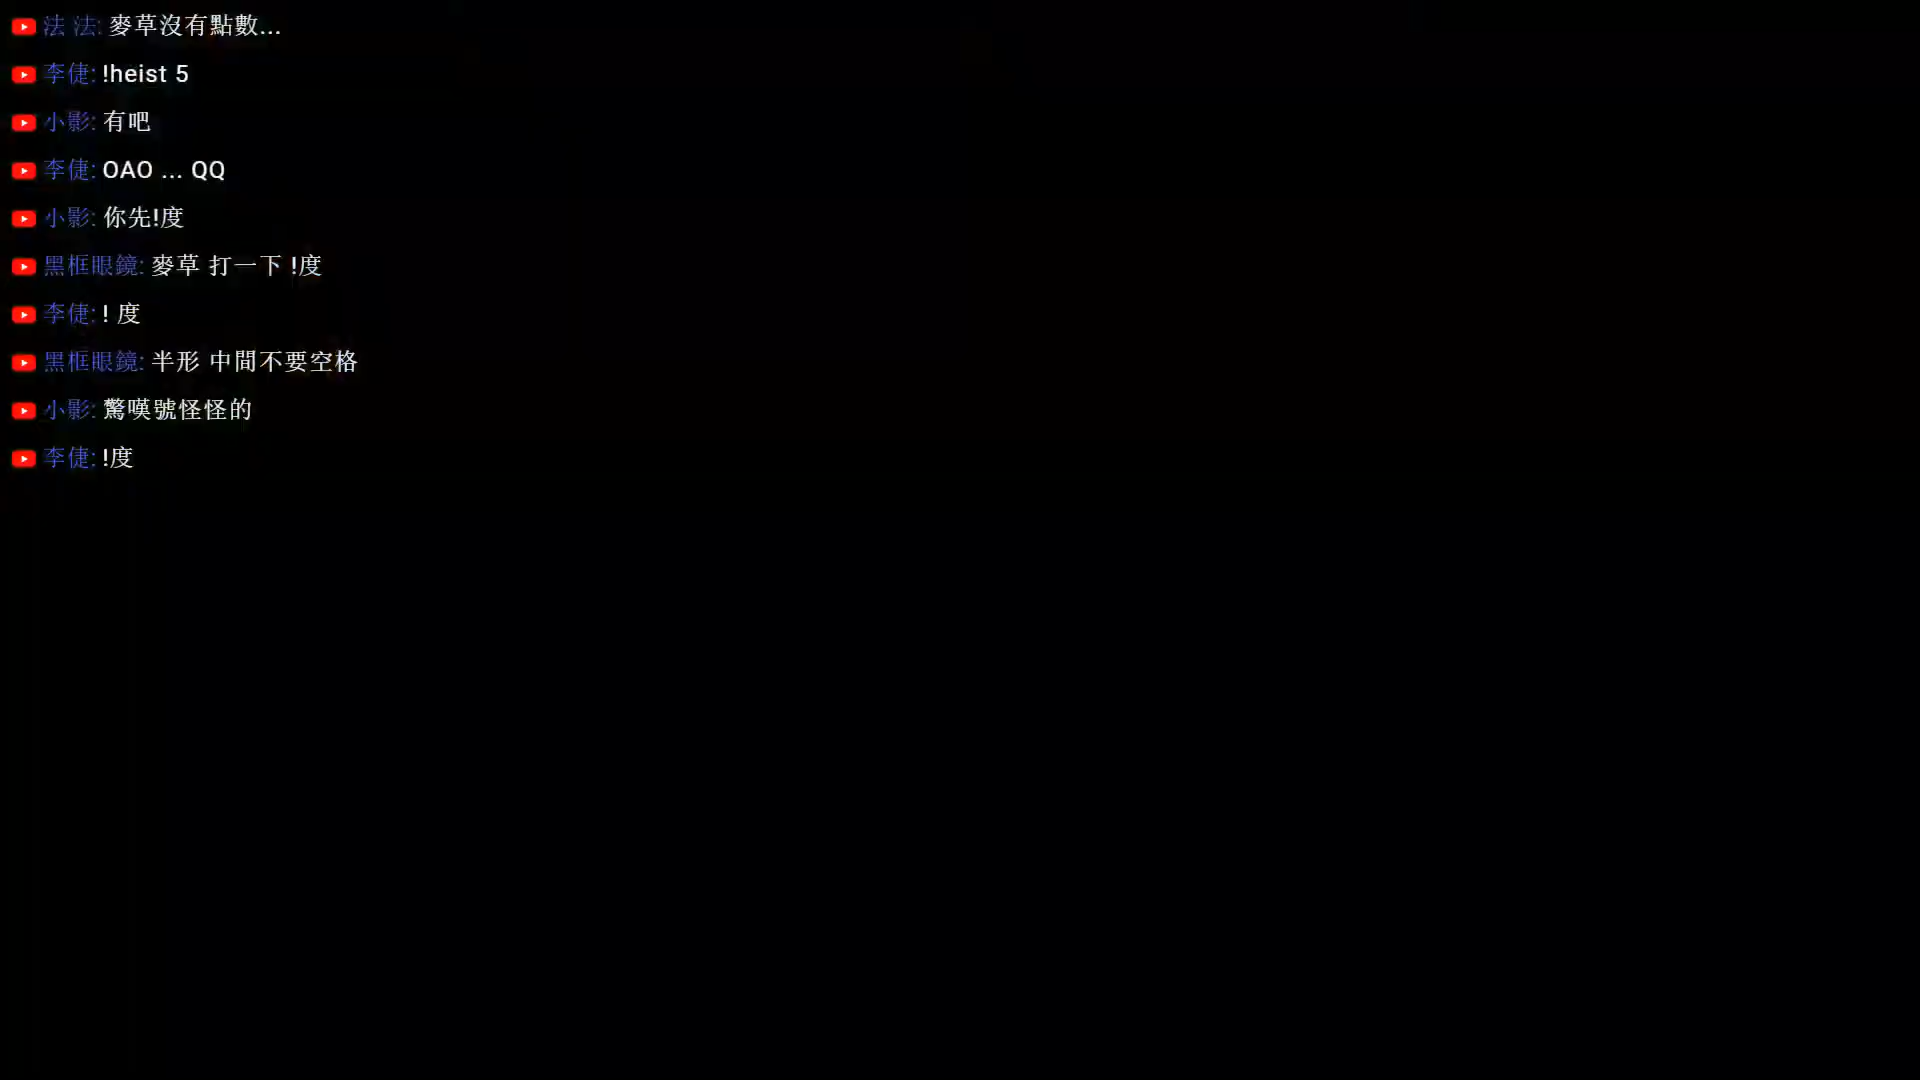 法 法: 麥草沒有點數...
李倢: !heist 5
小影: 有吧
李倢: OAO ... QQ
小影: 你先!度
黑框眼鏡: 麥草 打一下 !度
李倢: ! 度
黑框眼鏡: 半形 中間不要空格
小影: 驚嘆號怪怪的
李倢: !度